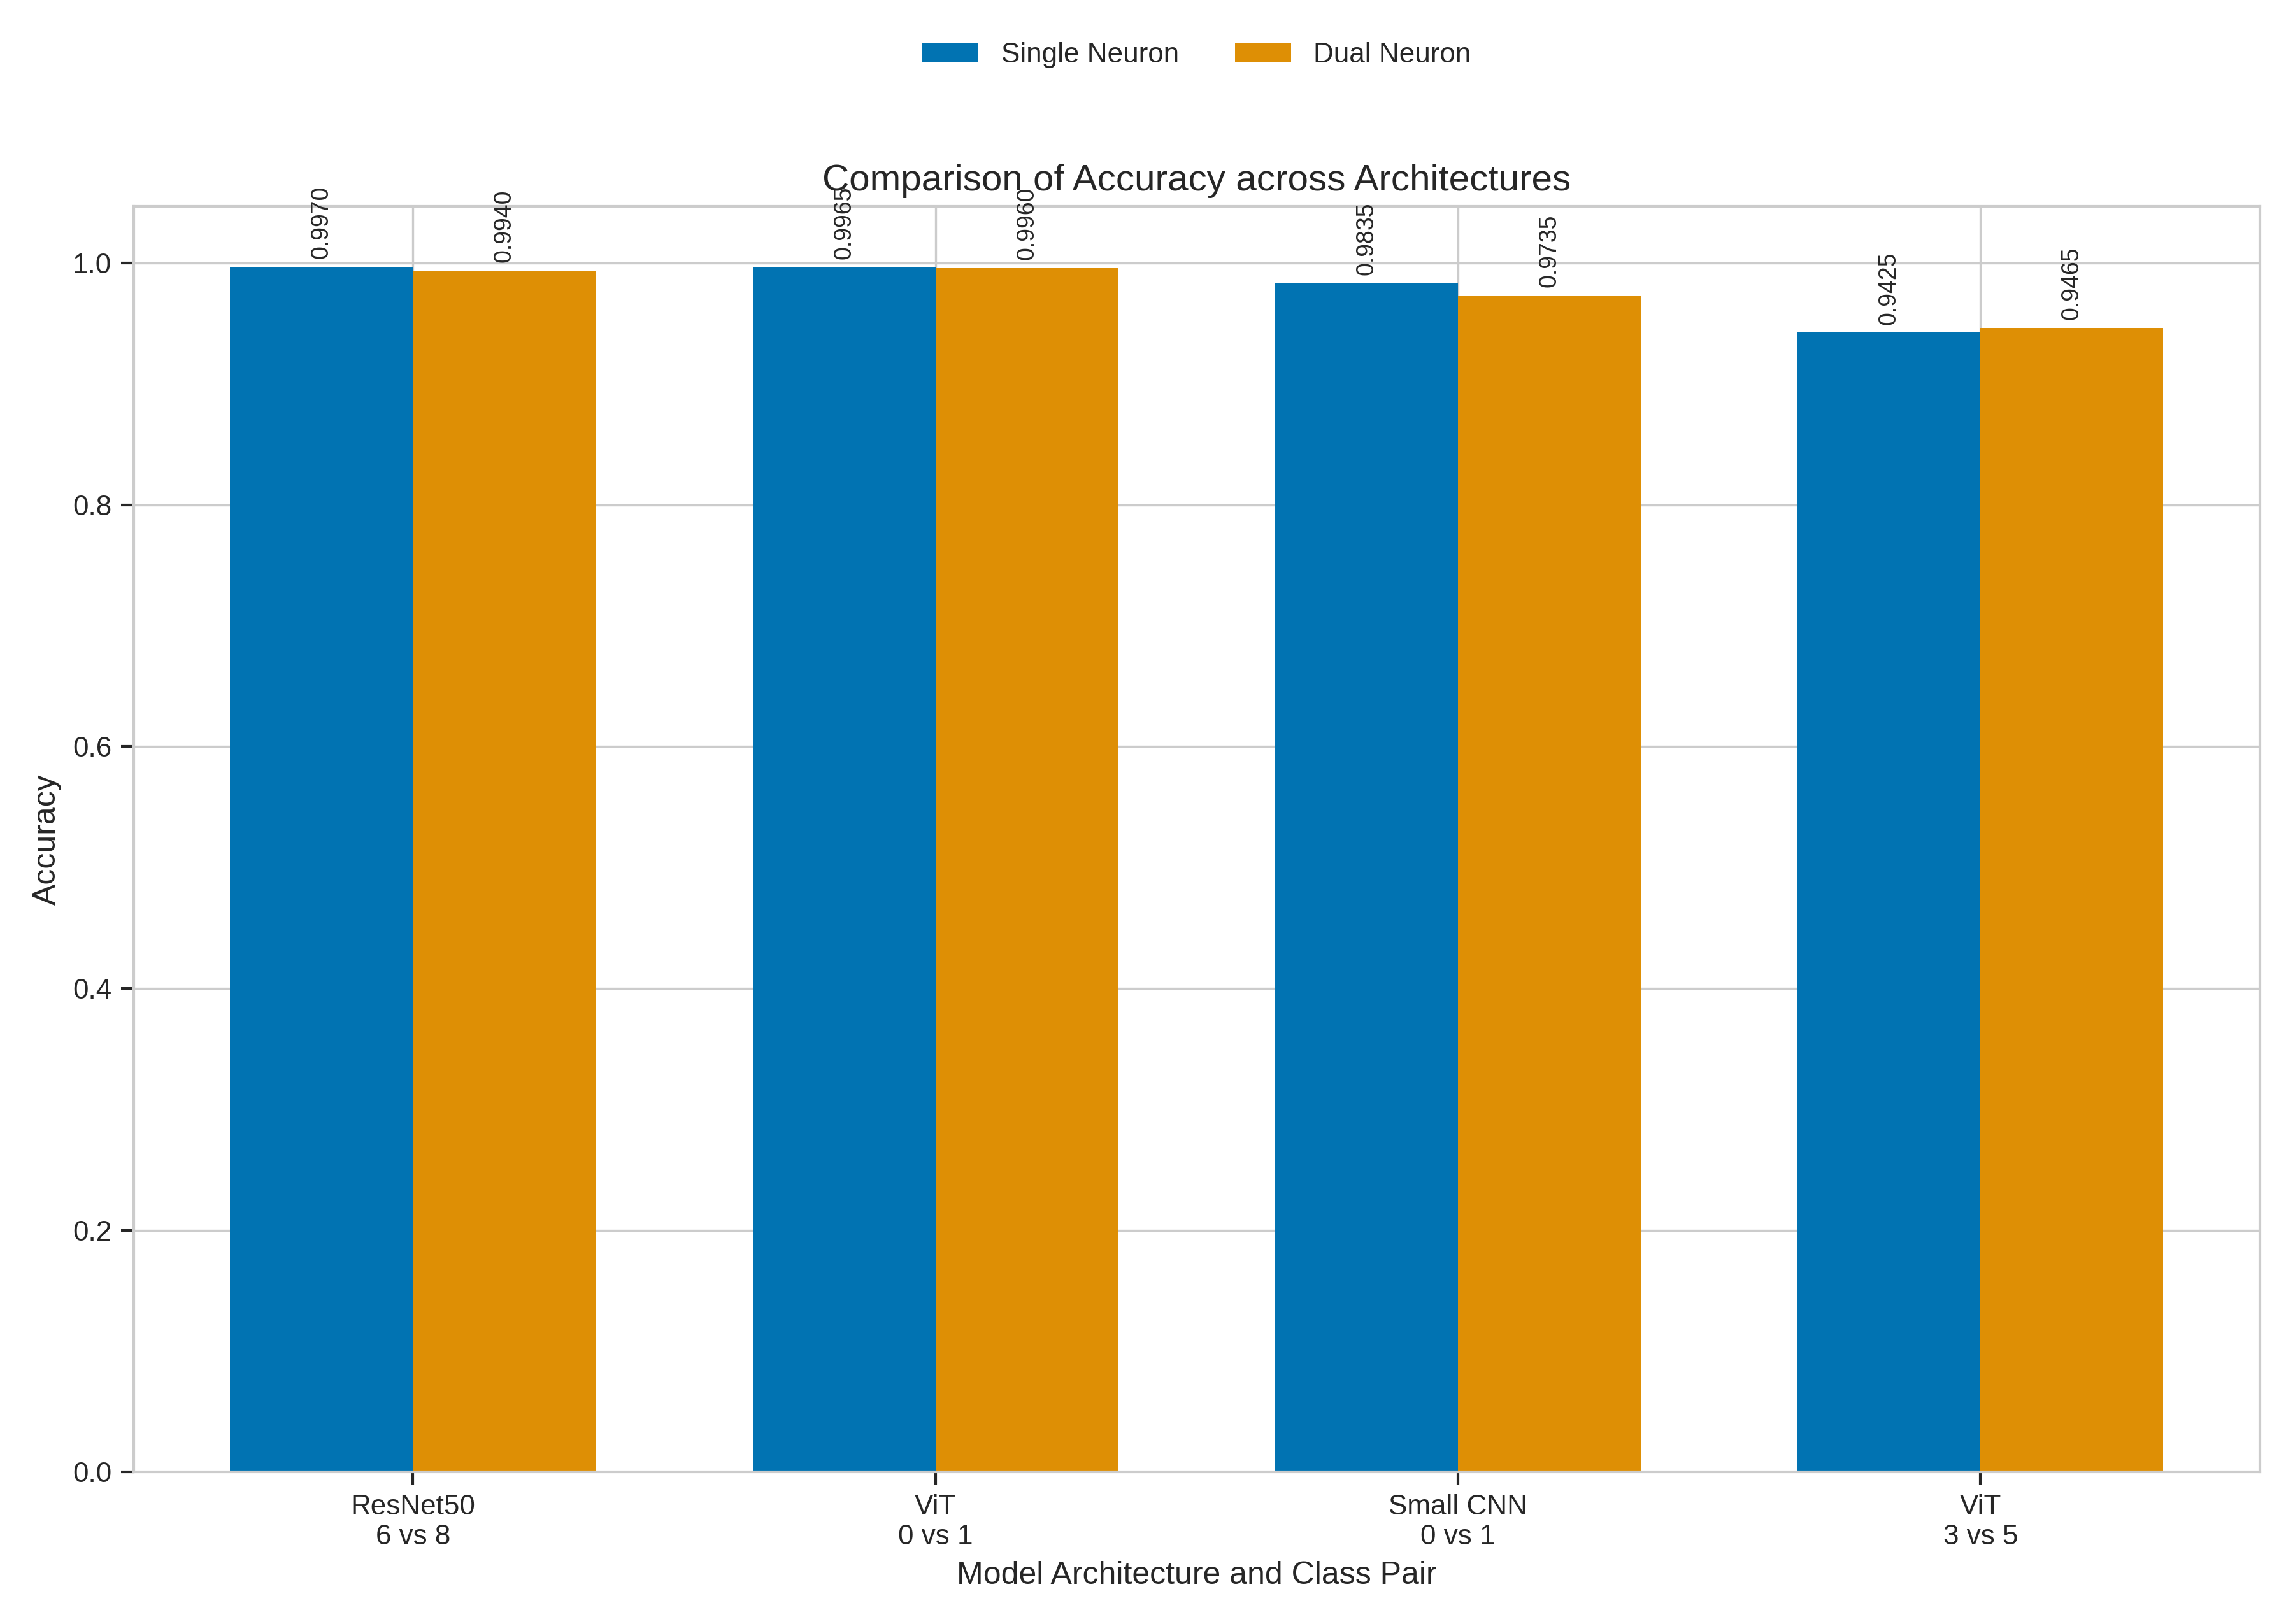 Single Neuron
Dual Neuron
Comparison of Accuracy across Architectures
0.9970
0.9940
0.9965
0.9960
0.9835
0.9735
0.9425
0.9465
Accuracy
1.0
0.8
0.6
0.4
0.2
0.0
ResNet50
6 vs 8
ViT
0 vs 1
Small CNN
0 vs 1
ViT
3 vs 5
Model Architecture and Class Pair